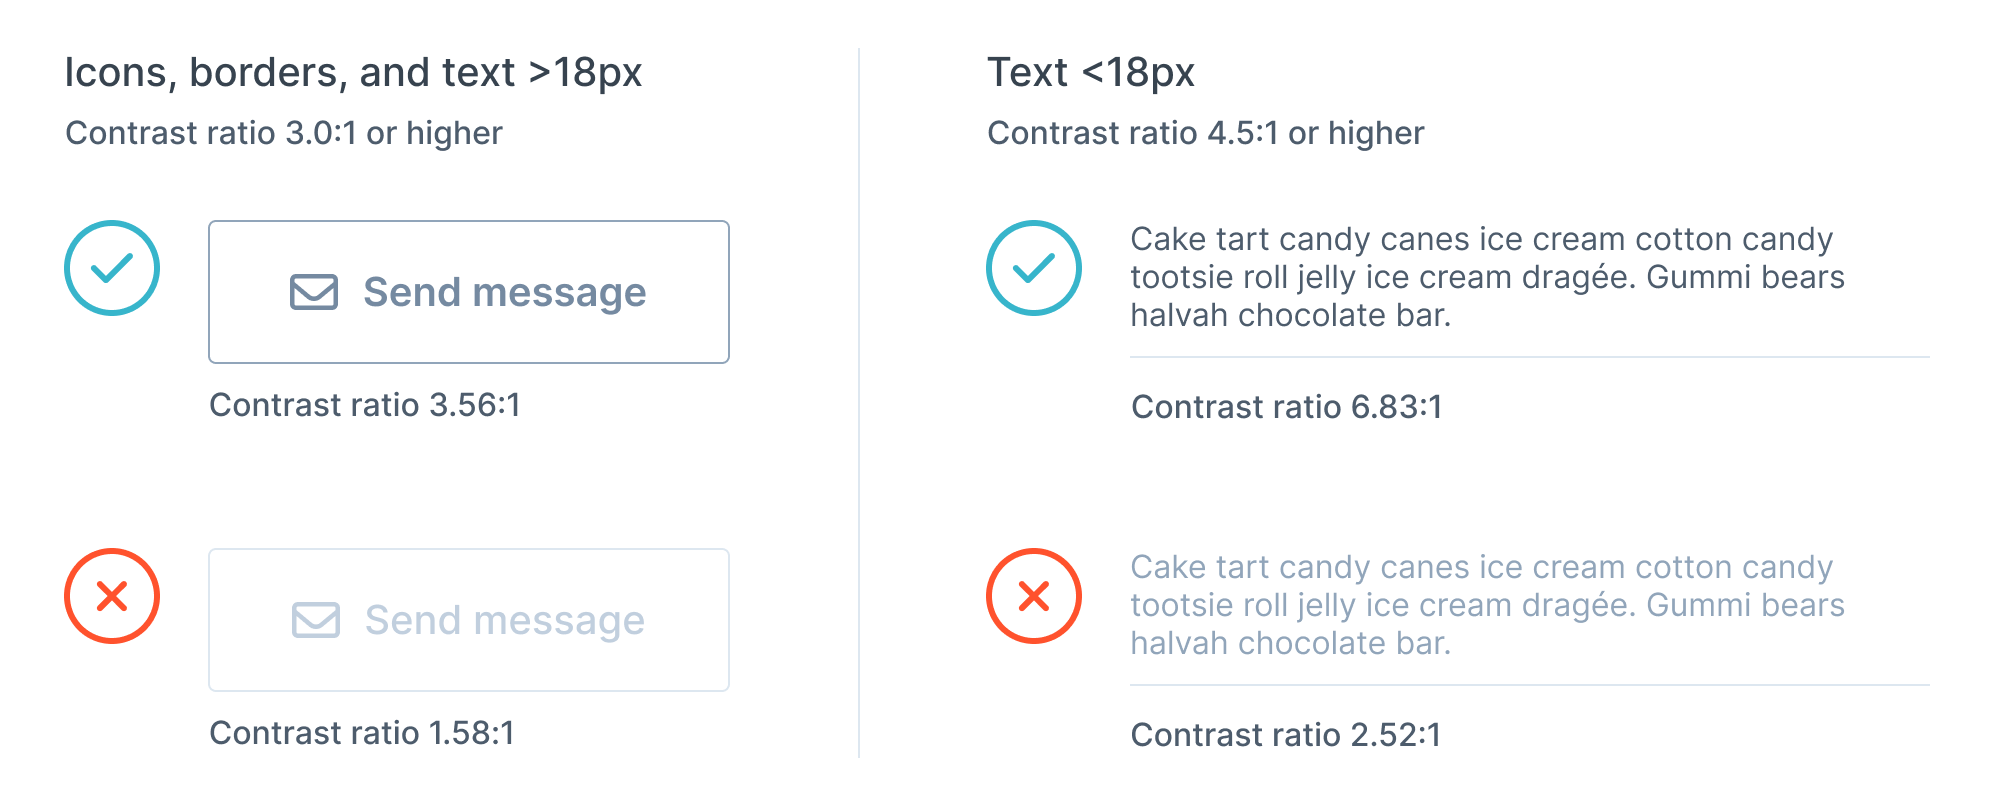 Icons, borders, and text >18px
Contrast ratio 3.0:1 or higher
Send message
Contrast ratio 3.56:1
Send message
Contrast ratio 1.58:1
Text <18px
Contrast ratio 4.5:1 or higher
Cake tart candy canes ice cream cotton candy
tootsie roll jelly ice cream dragée. Gummi bears
halvah chocolate bar.
Contrast ratio 6.83:1
Cake tart candy canes ice cream cotton candy
tootsie roll jelly ice cream dragée. Gummi bears
halvah chocolate bar.
Contrast ratio 2.52:1